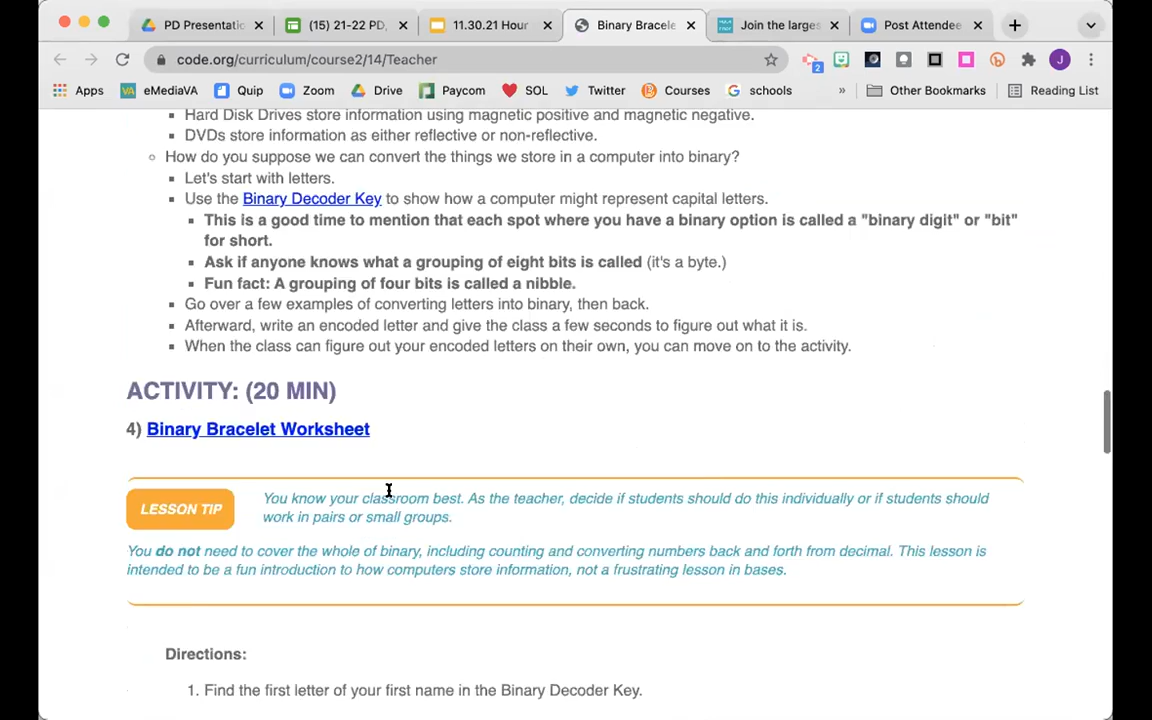 PD Presentatio
(15) 21-22 PD,
11.30.21 Hour
Binary Bracele
Join the larges
Post Attendee
code.org/curriculum/course2/14/Teacher
2
J
Apps
VA eMediaVA
Quip
Zoom
Drive
Paycom
SOL
Twitter
Courses
schools
»
Other Bookmarks
Reading List
Hard Disk Drives store information using magnetic positive and magnetic negative.
DVDs store information as either reflective or non-reflective.
How do you suppose we can convert the things we store in a computer into binary?
Let's start with letters.
Use the Binary Decoder Key to show how a computer might represent capital letters.
This is a good time to mention that each spot where you have a binary option is called a "binary digit" or "bit"
for short.
Ask if anyone knows what a grouping of eight bits is called (it's a byte.)
Fun fact: A grouping of four bits is called a nibble.
Go over a few examples of converting letters into binary, then back.
Afterward, write an encoded letter and give the class a few seconds to figure out what it is.
When the class can figure out your encoded letters on their own, you can move on to the activity.
ACTIVITY: (20 MIN)
4) Binary Bracelet Worksheet
LESSON TIP
You know your classroom best. As the teacher, decide if students should do this individually or if students should
work in pairs or small groups.
You do not need to cover the whole of binary, including counting and converting numbers back and forth from decimal. This lesson is
intended to be a fun introduction to how computers store information, not a frustrating lesson in bases.
Directions:
1. Find the first letter of your first name in the Binary Decoder Key.